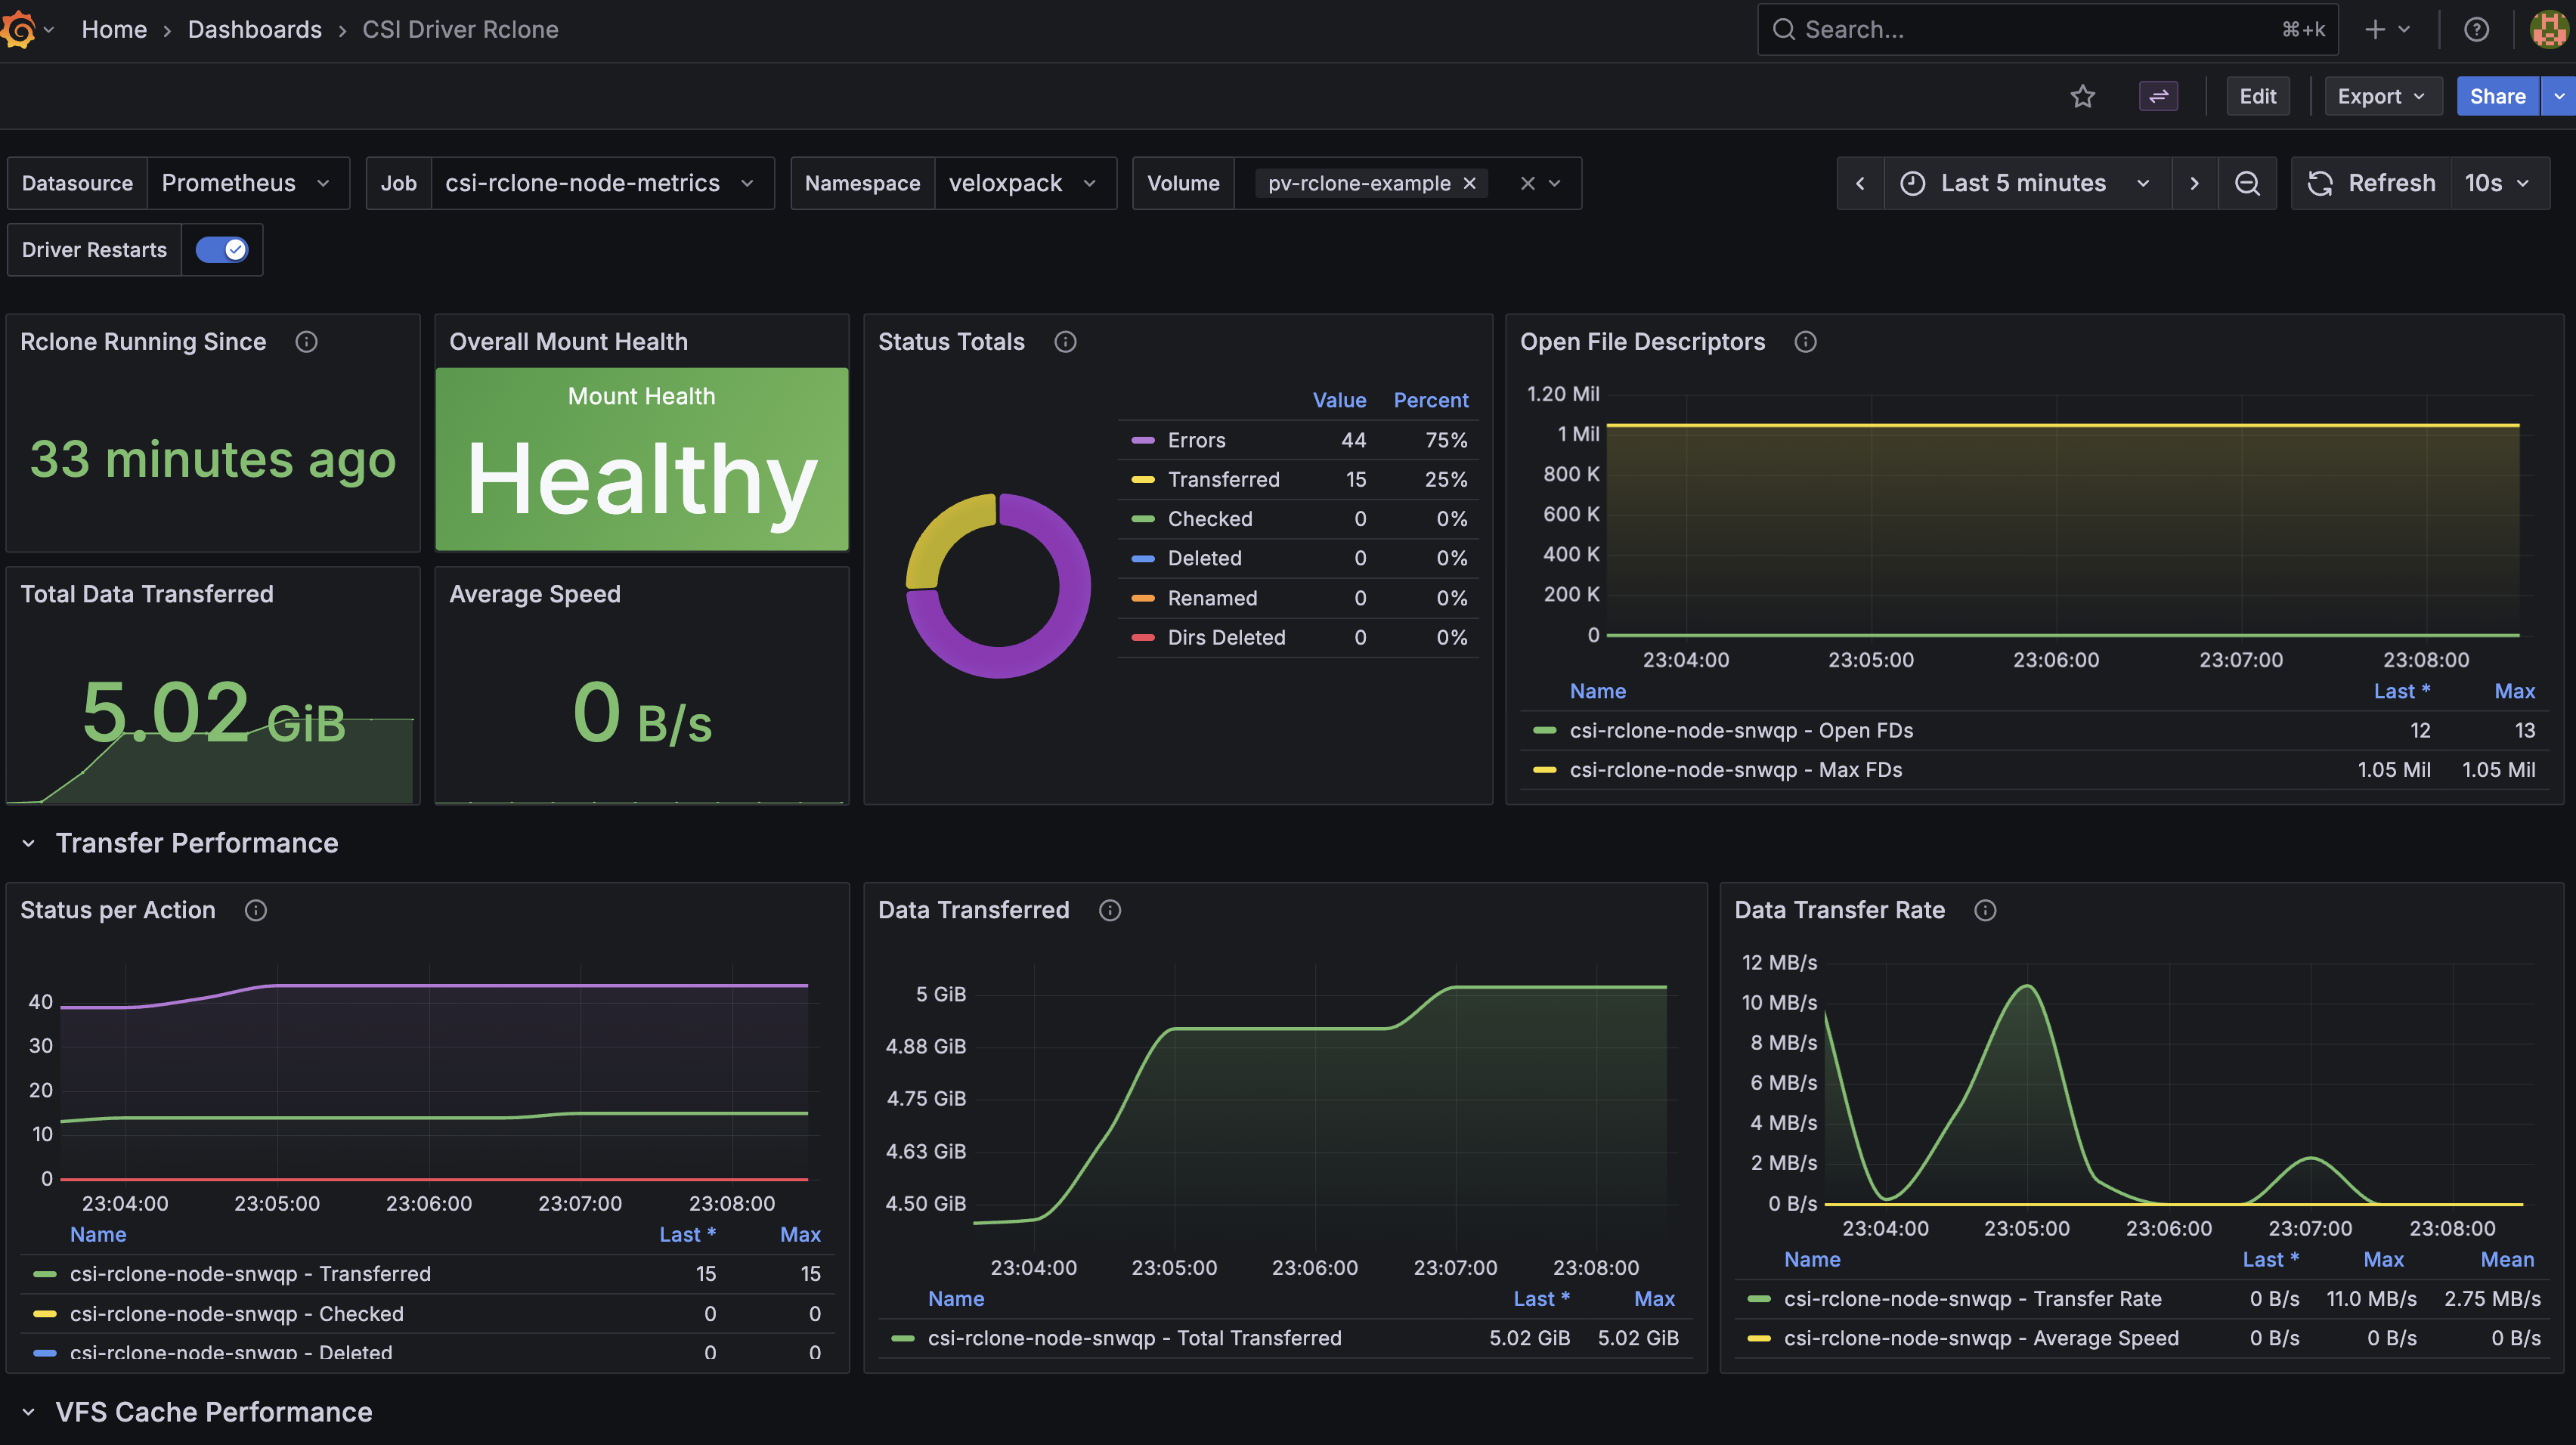 Home › Dashboards › CSI Driver Rclone
Search...
⌘+k
Edit
Export
Share
Datasource
Prometheus
Job
csi-rclone-node-metrics
Namespace
veloxpack
Volume
pv-rclone-example
Last 5 minutes
Refresh
10s
Driver Restarts
Rclone Running Since
33 minutes ago
Overall Mount Health
Mount Health
Healthy
Total Data Transferred
5.02 GiB
Average Speed
0 B/s
Status Totals
Value Percent
Errors 44 75%
Transferred 15 25%
Checked 0 0%
Deleted 0 0%
Renamed 0 0%
Dirs Deleted 0 0%
Open File Descriptors
1.20 Mil
1 Mil
800 K
600 K
400 K
200 K
0
23:04:00 23:05:00 23:06:00 23:07:00 23:08:00
Name Last * Max
csi-rclone-node-snwqp - Open FDs 12 13
csi-rclone-node-snwqp - Max FDs 1.05 Mil 1.05 Mil
Transfer Performance
Status per Action
40
30
20
10
0
23:04:00 23:05:00 23:06:00 23:07:00 23:08:00
Name Last * Max
csi-rclone-node-snwqp - Transferred 15 15
csi-rclone-node-snwqp - Checked 0 0
csi-rclone-node-snwqp - Deleted 0 0
Data Transferred
5 GiB
4.88 GiB
4.75 GiB
4.63 GiB
4.50 GiB
23:04:00 23:05:00 23:06:00 23:07:00 23:08:00
Name Last * Max
csi-rclone-node-snwqp - Total Transferred 5.02 GiB 5.02 GiB
Data Transfer Rate
12 MB/s
10 MB/s
8 MB/s
6 MB/s
4 MB/s
2 MB/s
0 B/s
23:04:00 23:05:00 23:06:00 23:07:00 23:08:00
Name Last * Max Mean
csi-rclone-node-snwqp - Transfer Rate 0 B/s 11.0 MB/s 2.75 MB/s
csi-rclone-node-snwqp - Average Speed 0 B/s 0 B/s 0 B/s
VFS Cache Performance